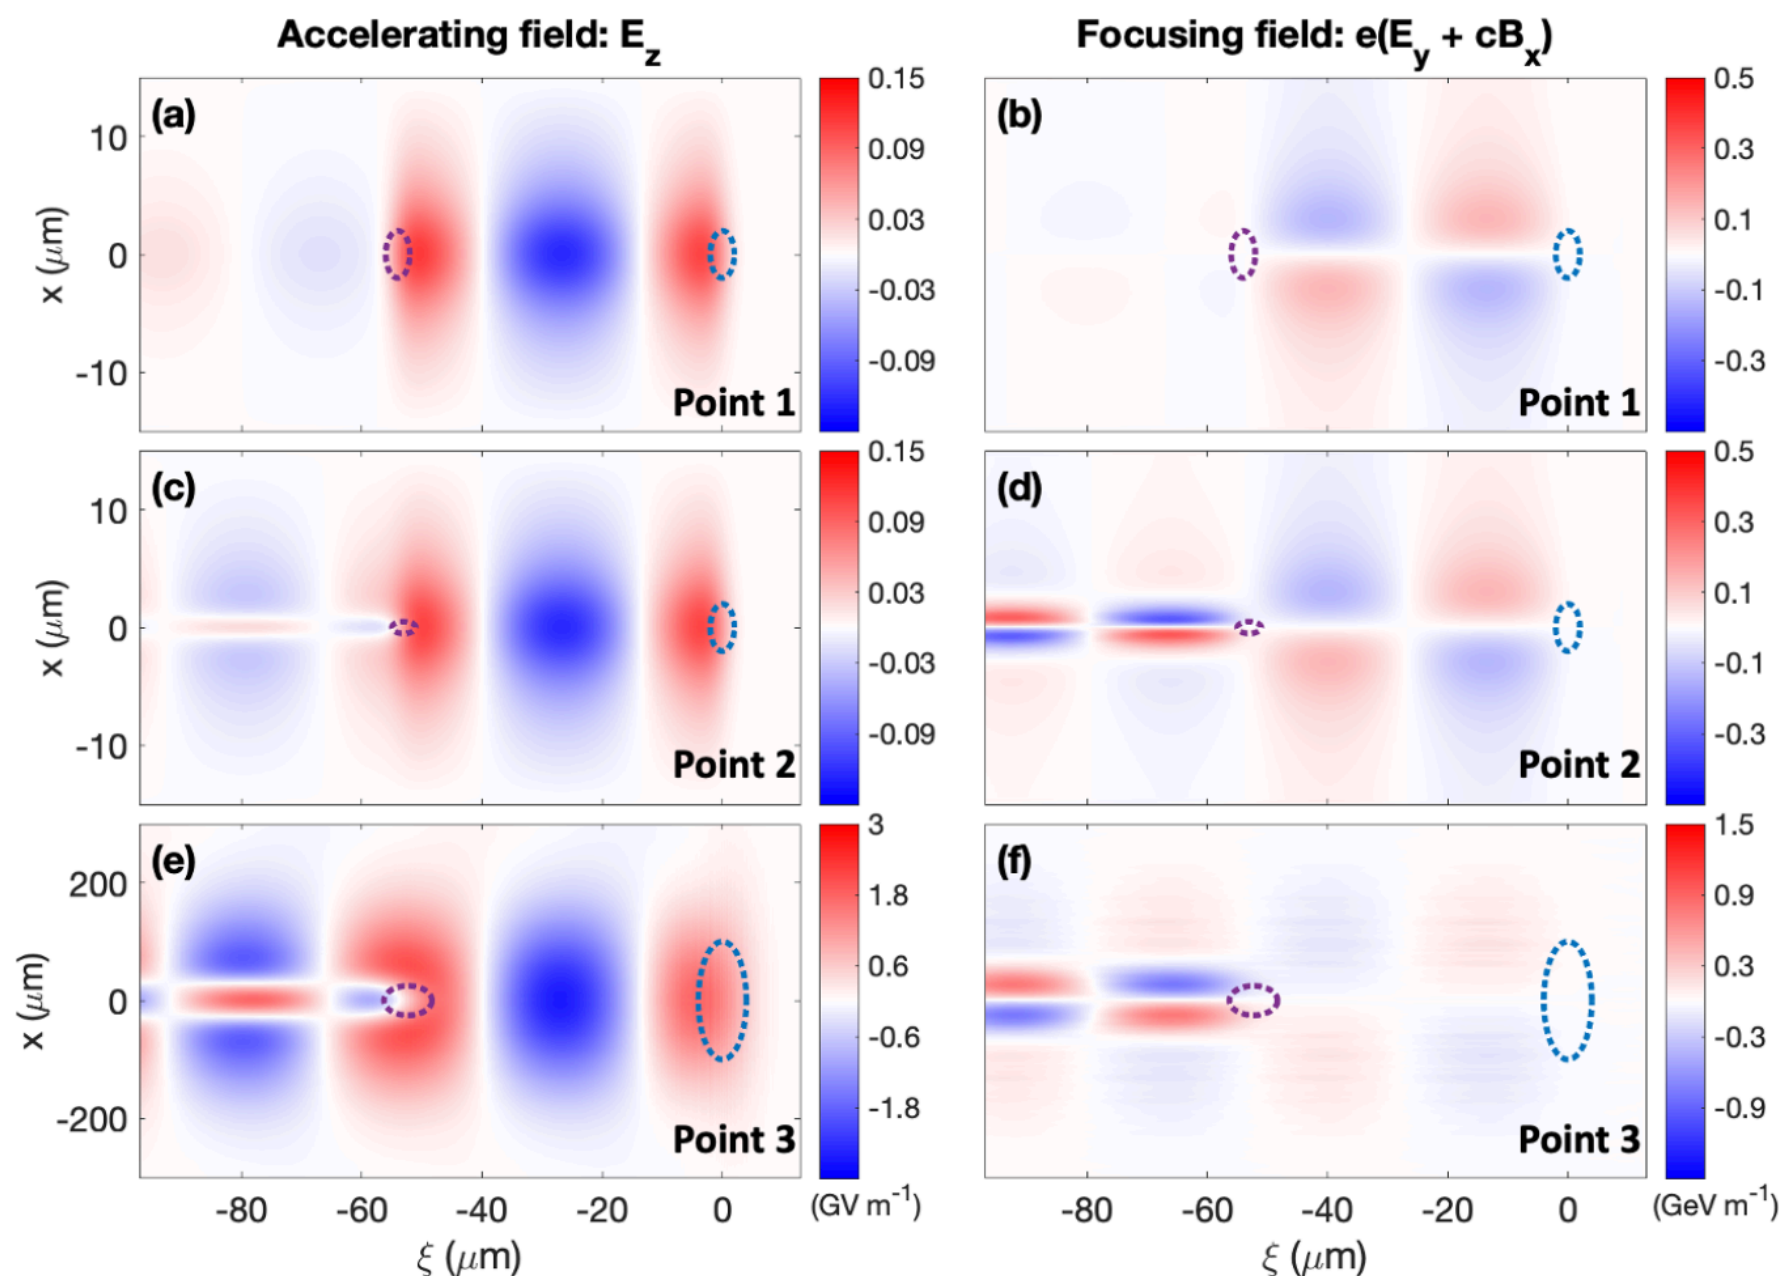 Accelerating field: E_z
Focusing field: e(E_y + cB_x)
(a)
Point 1
x (μm)
10
0
-10
0.15
0.09
0.03
-0.03
-0.09
(b)
Point 1
0.5
0.3
0.1
-0.1
-0.3
(c)
Point 2
x (μm)
10
0
-10
0.15
0.09
0.03
-0.03
-0.09
(d)
Point 2
0.5
0.3
0.1
-0.1
-0.3
(e)
Point 3
x (μm)
200
0
-200
3
1.8
0.6
-0.6
-1.8
(GV m⁻¹)
-80 -60 -40 -20 0
ξ (μm)
(f)
Point 3
1.5
0.9
0.3
-0.3
-0.9
(GeV m⁻¹)
-80 -60 -40 -20 0
ξ (μm)